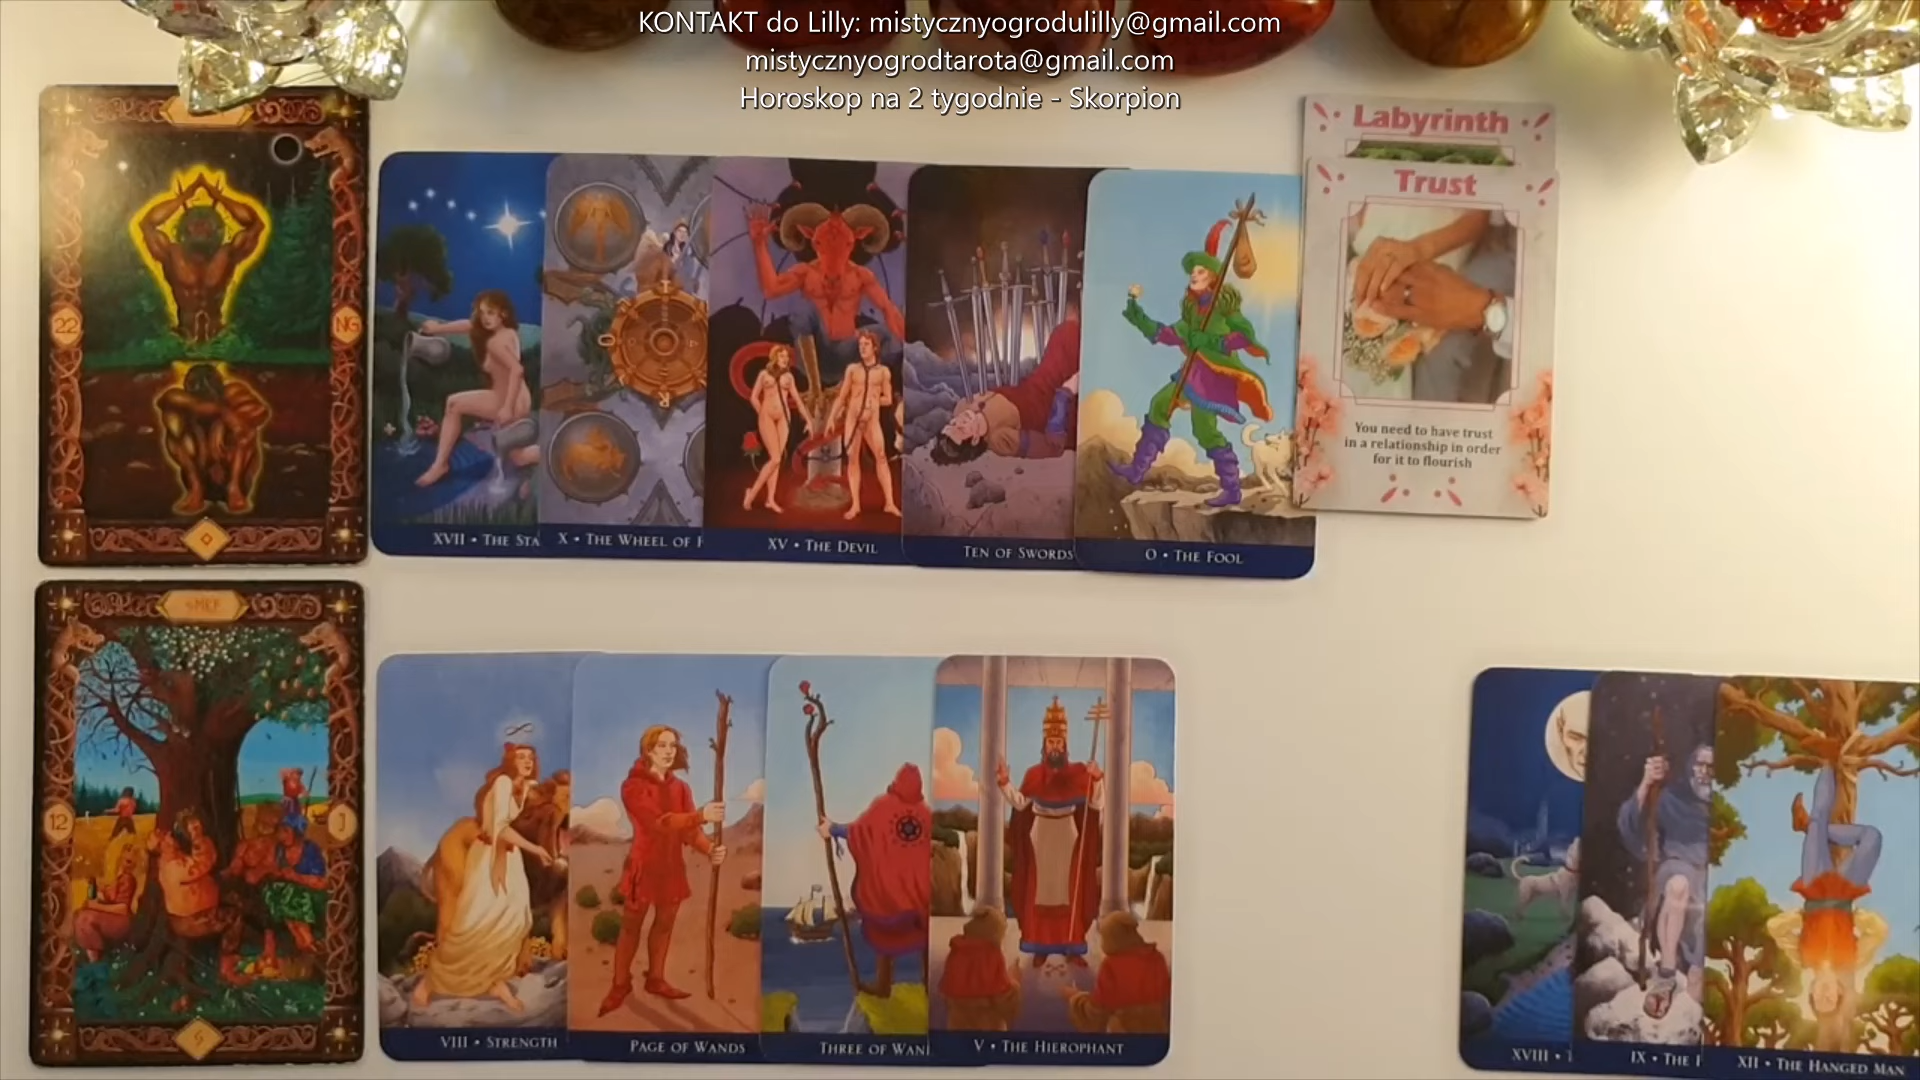 KONTAKT do Lilly: mistycznyogrodulilly@gmail.com
mistycznyogrodtarota@gmail.com
Horoskop na 2 tygodnie - Skorpion
Labyrinth
Trust
You need to have trust
in a relationship in order
for it to flourish
22
NG
XVII • THE STA
X • THE WHEEL OF
XV • THE DEVIL
TEN OF SWORDS
O • THE FOOL
12
J
VIII • STRENGTH
PAGE OF WANDS
THREE OF WAN
V • THE HIEROPHANT
XVIII •
IX • THE
XII • THE HANGED MAN